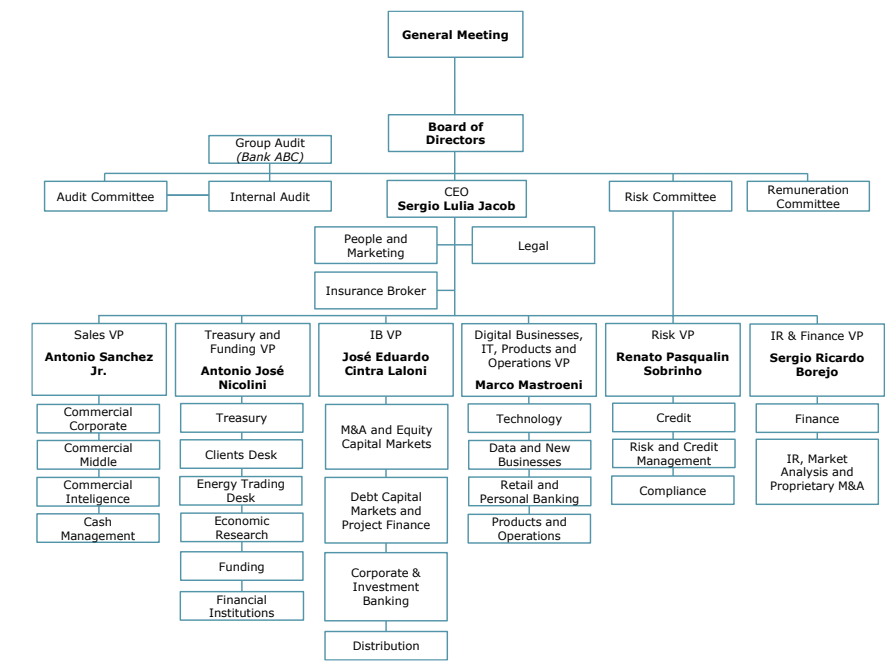 General Meeting
Board of
Directors
Group Audit
(Bank ABC)
Audit Committee
Internal Audit
CEO
Sergio Lulia Jacob
Risk Committee
Remuneration
Committee
People and
Marketing
Legal
Insurance Broker
Sales VP
Antonio Sanchez
Jr.
Treasury and
Funding VP
Antonio José
Nicolini
IB VP
José Eduardo
Cintra Laloni
Digital Businesses,
IT, Products and
Operations VP
Marco Mastroeni
Risk VP
Renato Pasqualin
Sobrinho
IR & Finance VP
Sergio Ricardo
Borejo
Commercial
Corporate
Commercial
Middle
Commercial
Inteligence
Cash
Management
Treasury
Clients Desk
Energy Trading
Desk
Economic
Research
Funding
Financial
Institutions
M&A and Equity
Capital Markets
Debt Capital
Markets and
Project Finance
Corporate &
Investment
Banking
Distribution
Technology
Data and New
Businesses
Retail and
Personal Banking
Products and
Operations
Credit
Risk and Credit
Management
Compliance
Finance
IR, Market
Analysis and
Proprietary M&A